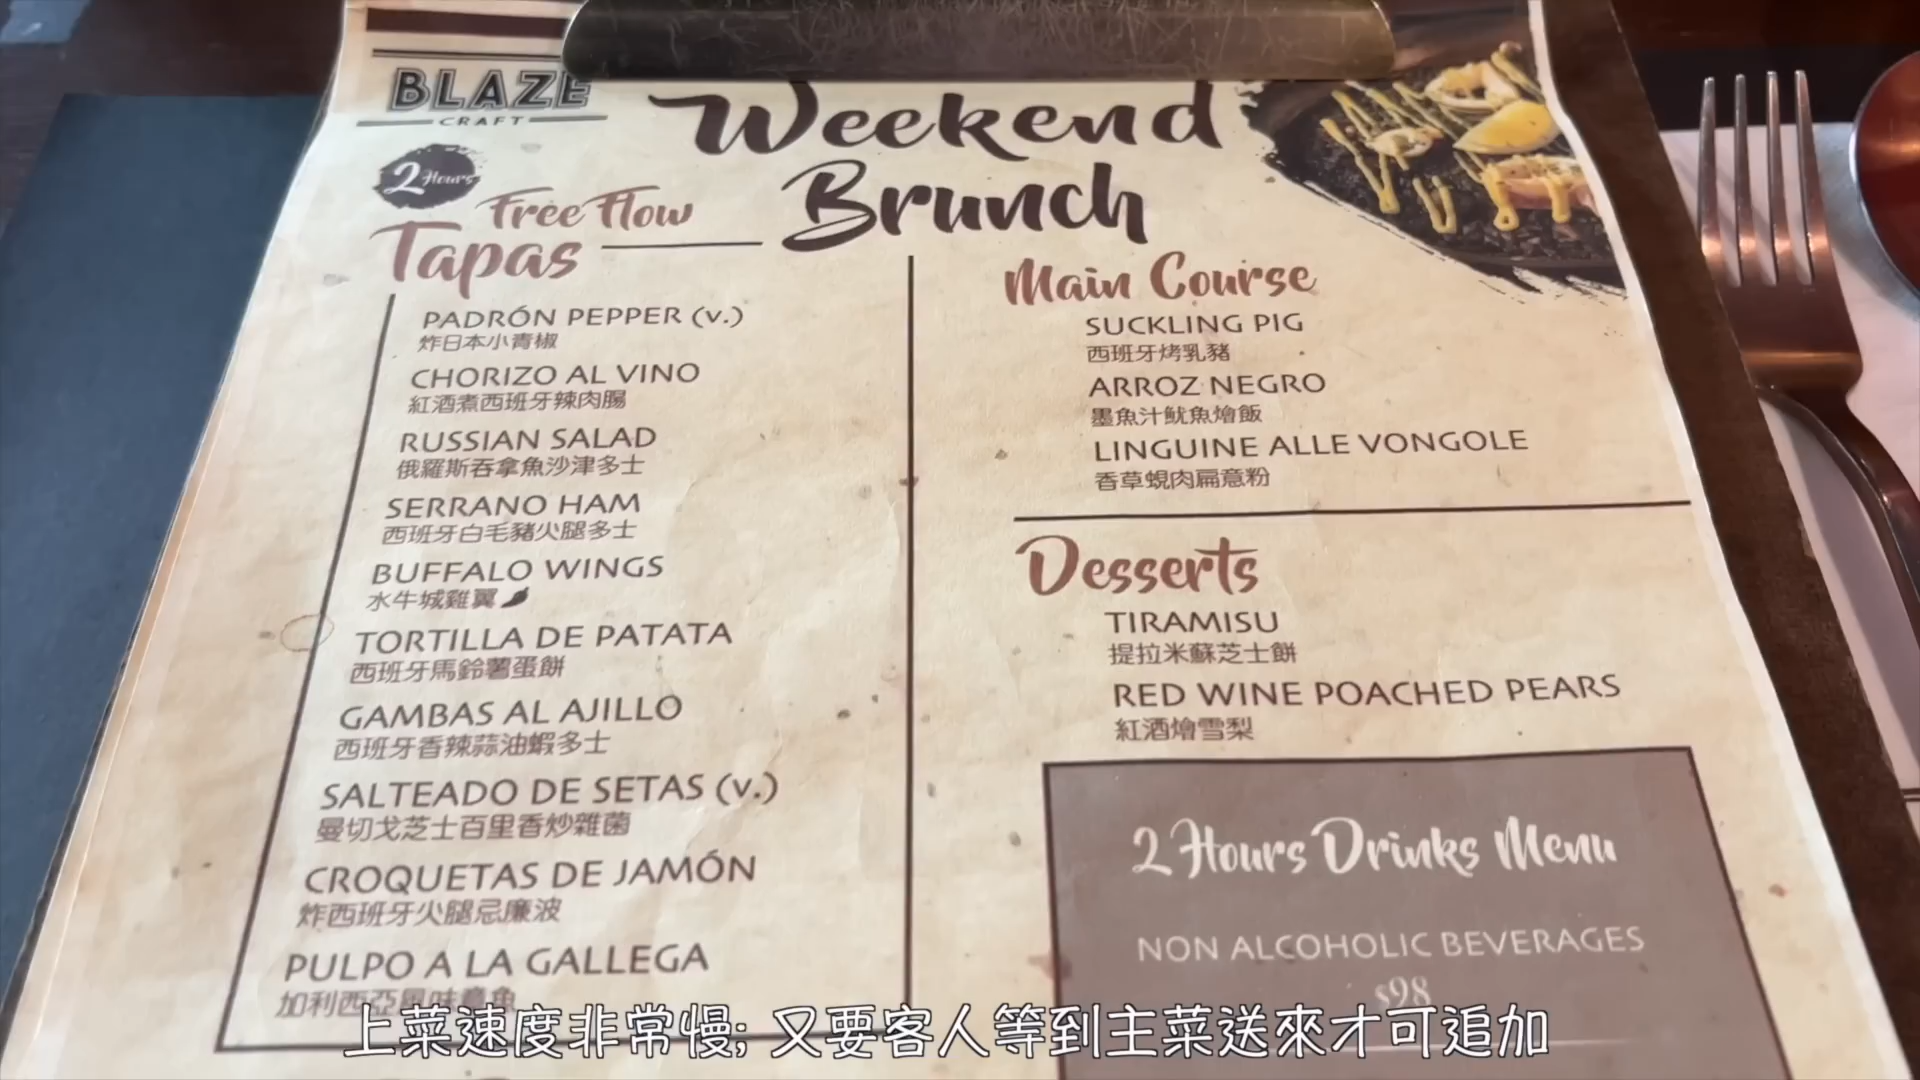 BLAZE
CRAFT
Weekend
Brunch
2 Hours
Free Flow
Tapas
PADRÓN PEPPER (v.)
炸日本小青椒
CHORIZO AL VINO
紅酒煮西班牙辣肉腸
RUSSIAN SALAD
俄羅斯吞拿魚沙津多士
SERRANO HAM
西班牙白毛豬火腿多士
BUFFALO WINGS
水牛城雞翼
TORTILLA DE PATATA
西班牙馬鈴薯蛋餅
GAMBAS AL AJILLO
西班牙香辣蒜油蝦多士
SALTEADO DE SETAS (v.)
曼切戈芝士百里香炒雜菌
CROQUETAS DE JAMÓN
炸西班牙火腿忌廉波
PULPO A LA GALLEGA
加利西亞風味章魚
Main Course
SUCKLING PIG
西班牙烤乳豬
ARROZ NEGRO
墨魚汁魷魚燴飯
LINGUINE ALLE VONGOLE
香草蜆肉扁意粉
Desserts
TIRAMISU
提拉米蘇芝士餅
RED WINE POACHED PEARS
紅酒燴雪梨
2 Hours Drinks Menu
NON ALCOHOLIC BEVERAGES
$98
上菜速度非常慢; 又要客人等到主菜送來才可追加